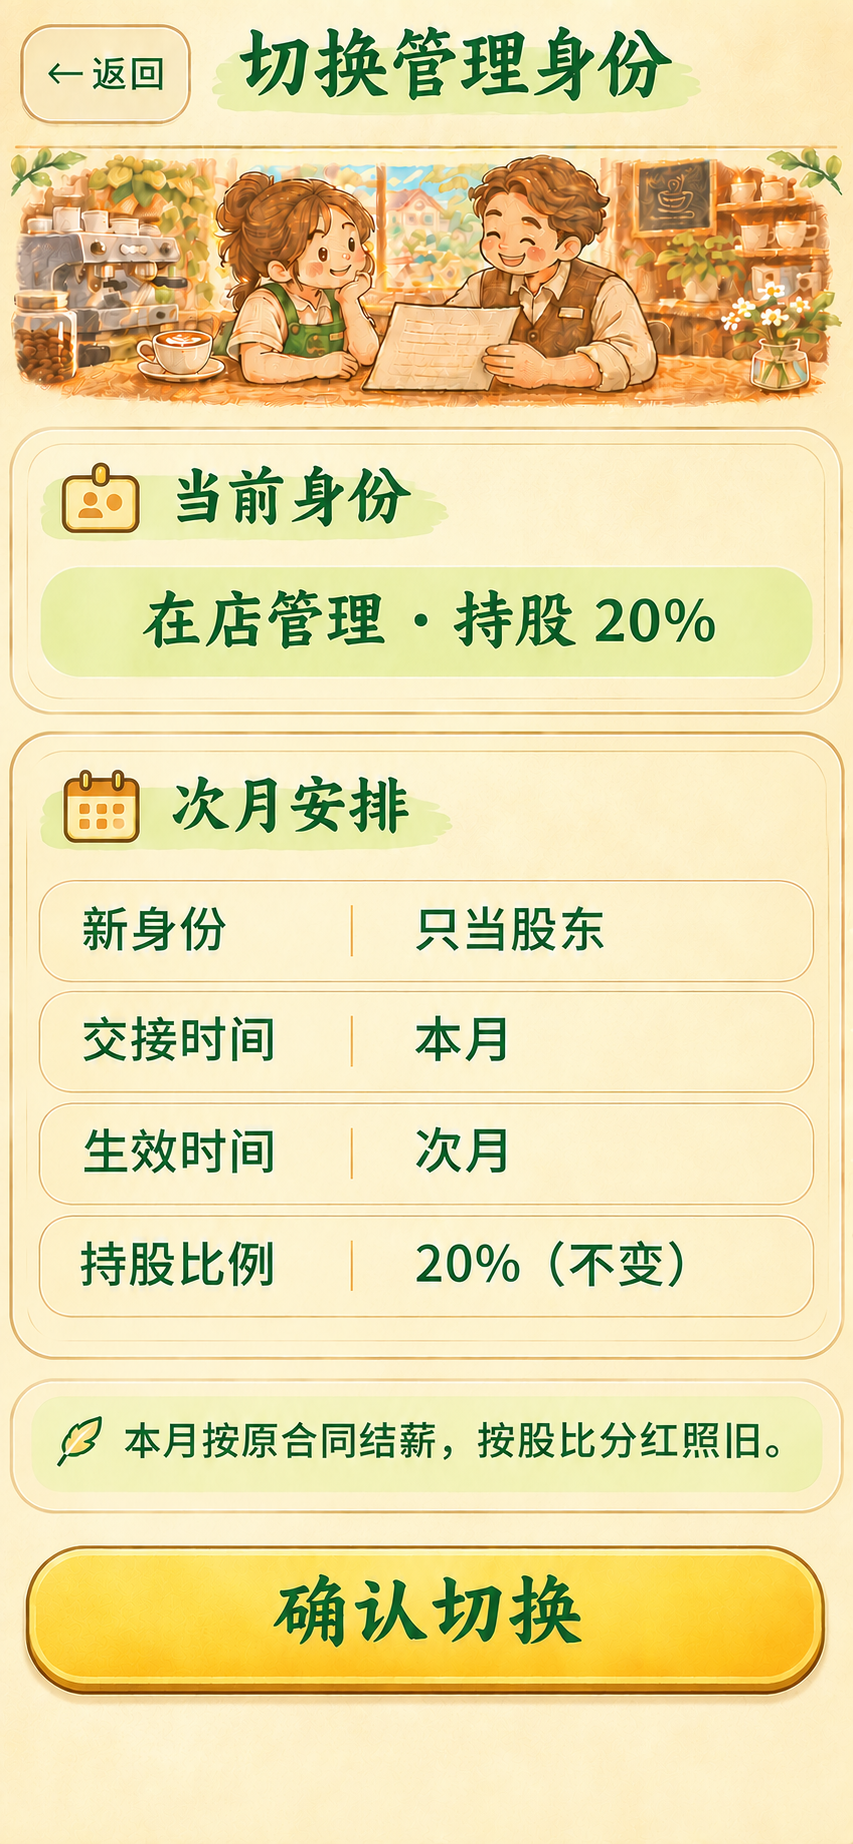 ← 返回
切换管理身份
当前身份
在店管理·持股 20%
次月安排
新身份 只当股东
交接时间 本月
生效时间 次月
持股比例 20%（不变）
本月按原合同结薪，按股比分红照旧。
确认切换